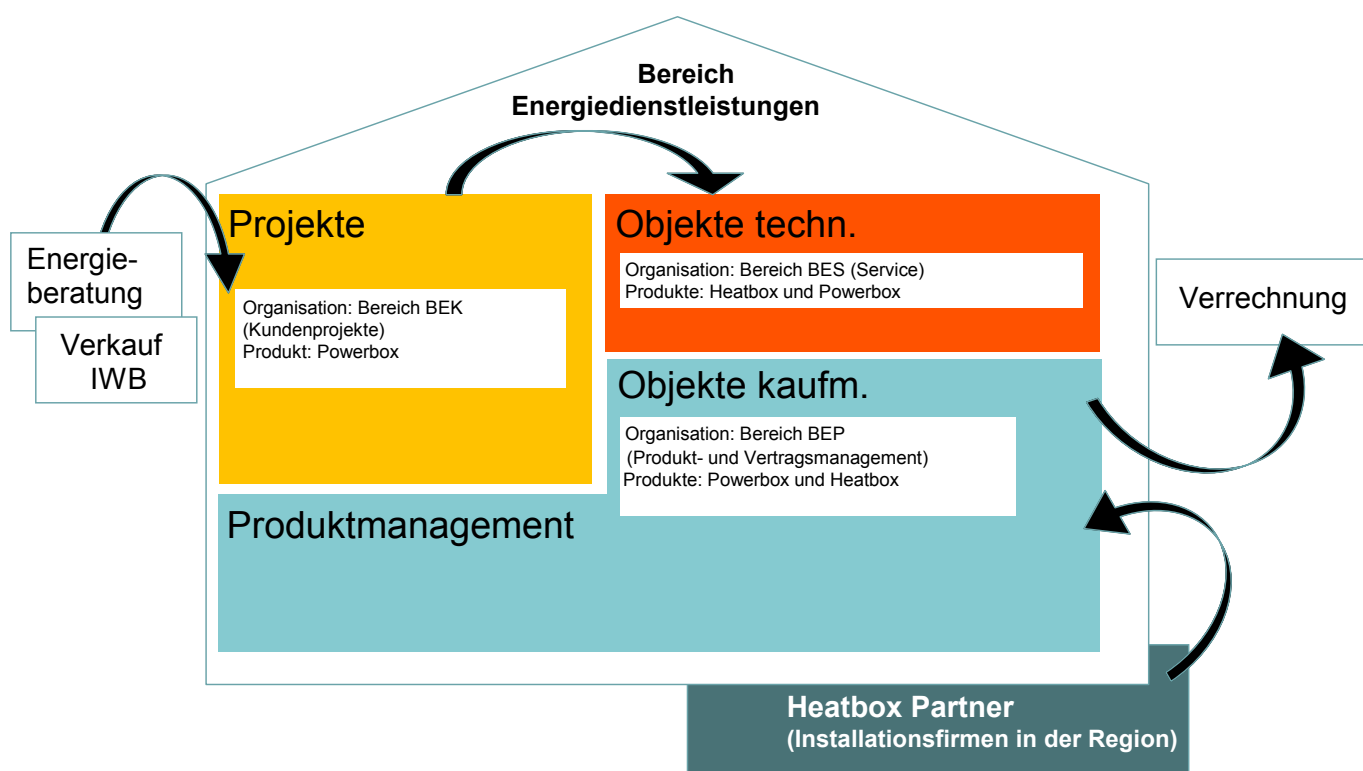 Bereich
Energiedienstleistungen
Projekte
Organisation: Bereich BEK
(Kundenprojekte)
Produkt: Powerbox
Objekte techn.
Organisation: Bereich BES (Service)
Produkte: Heatbox und Powerbox
Energie-
beratung
Verkauf
IWB
Verrechnung
Objekte kaufm.
Organisation: Bereich BEP
(Produkt- und Vertragsmanagement)
Produkte: Powerbox und Heatbox
Produktmanagement
Heatbox Partner
(Installationsfirmen in der Region)